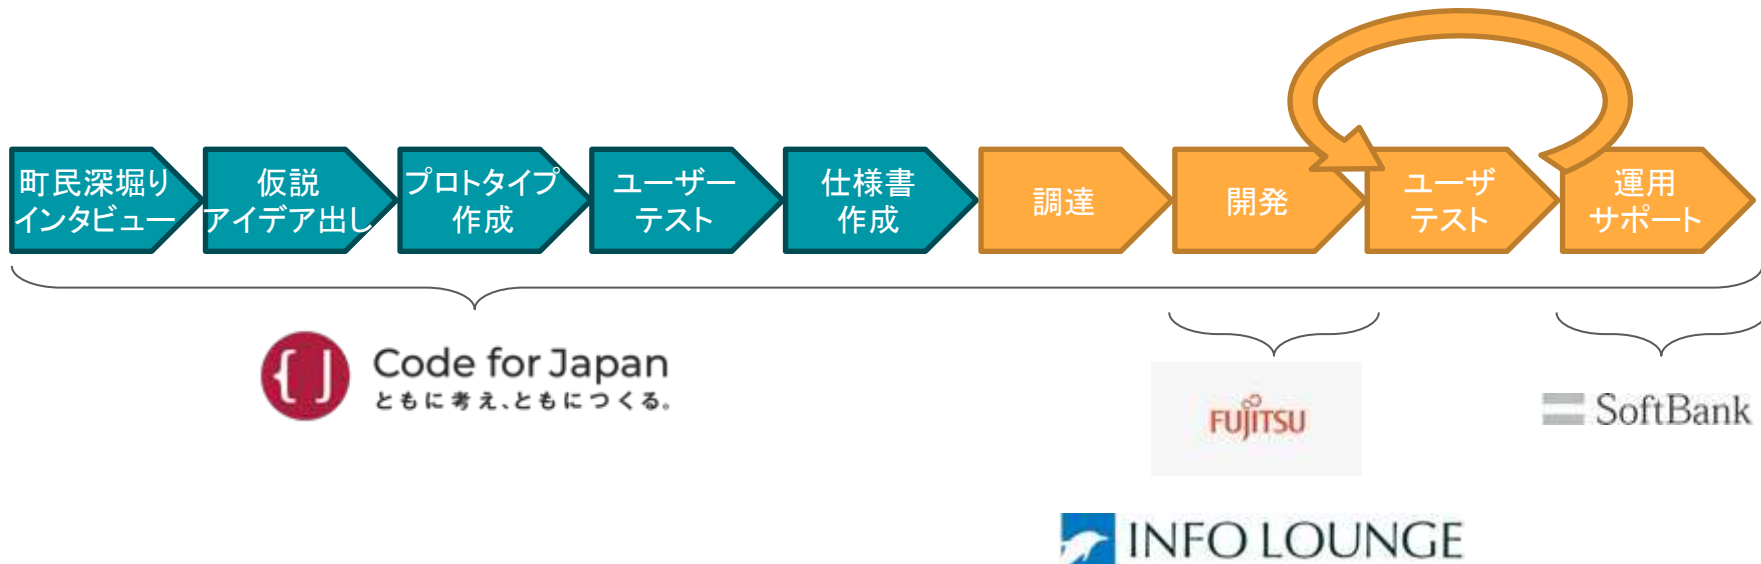 町民深堀り
インタビュー
仮説
アイデア出し
プロトタイプ
作成
ユーザー
テスト
仕様書
作成
調達
開発
ユーザ
テスト
運用
サポート
Code for Japan
ともに考え、ともにつくる。
FUJITSU
SoftBank
INFO LOUNGE